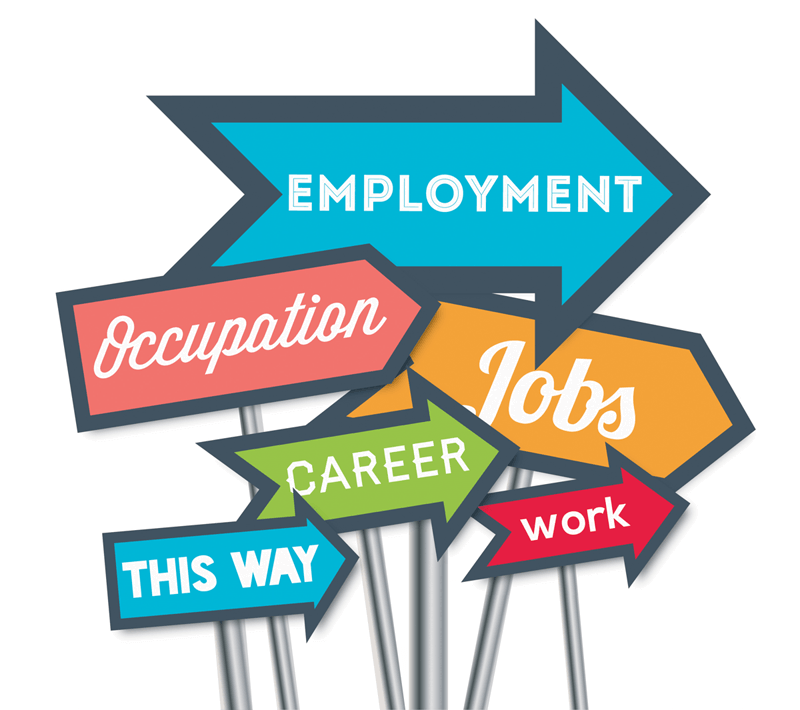 EMPLOYMENT
Occupation
Jobs
CAREER
work
THIS WAY